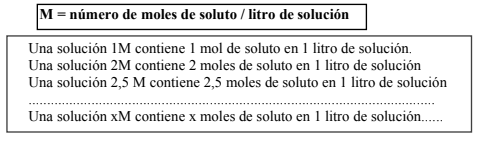 M = número de moles de soluto / litro de solución
Una solución 1M contiene 1 mol de soluto en 1 litro de solución.
Una solución 2M contiene 2 moles de soluto en 1 litro de solución
Una solución 2,5 M contiene 2,5 moles de soluto en 1 litro de solución
.............................................................................................................
Una solución xM contiene x moles de soluto en 1 litro de solución......